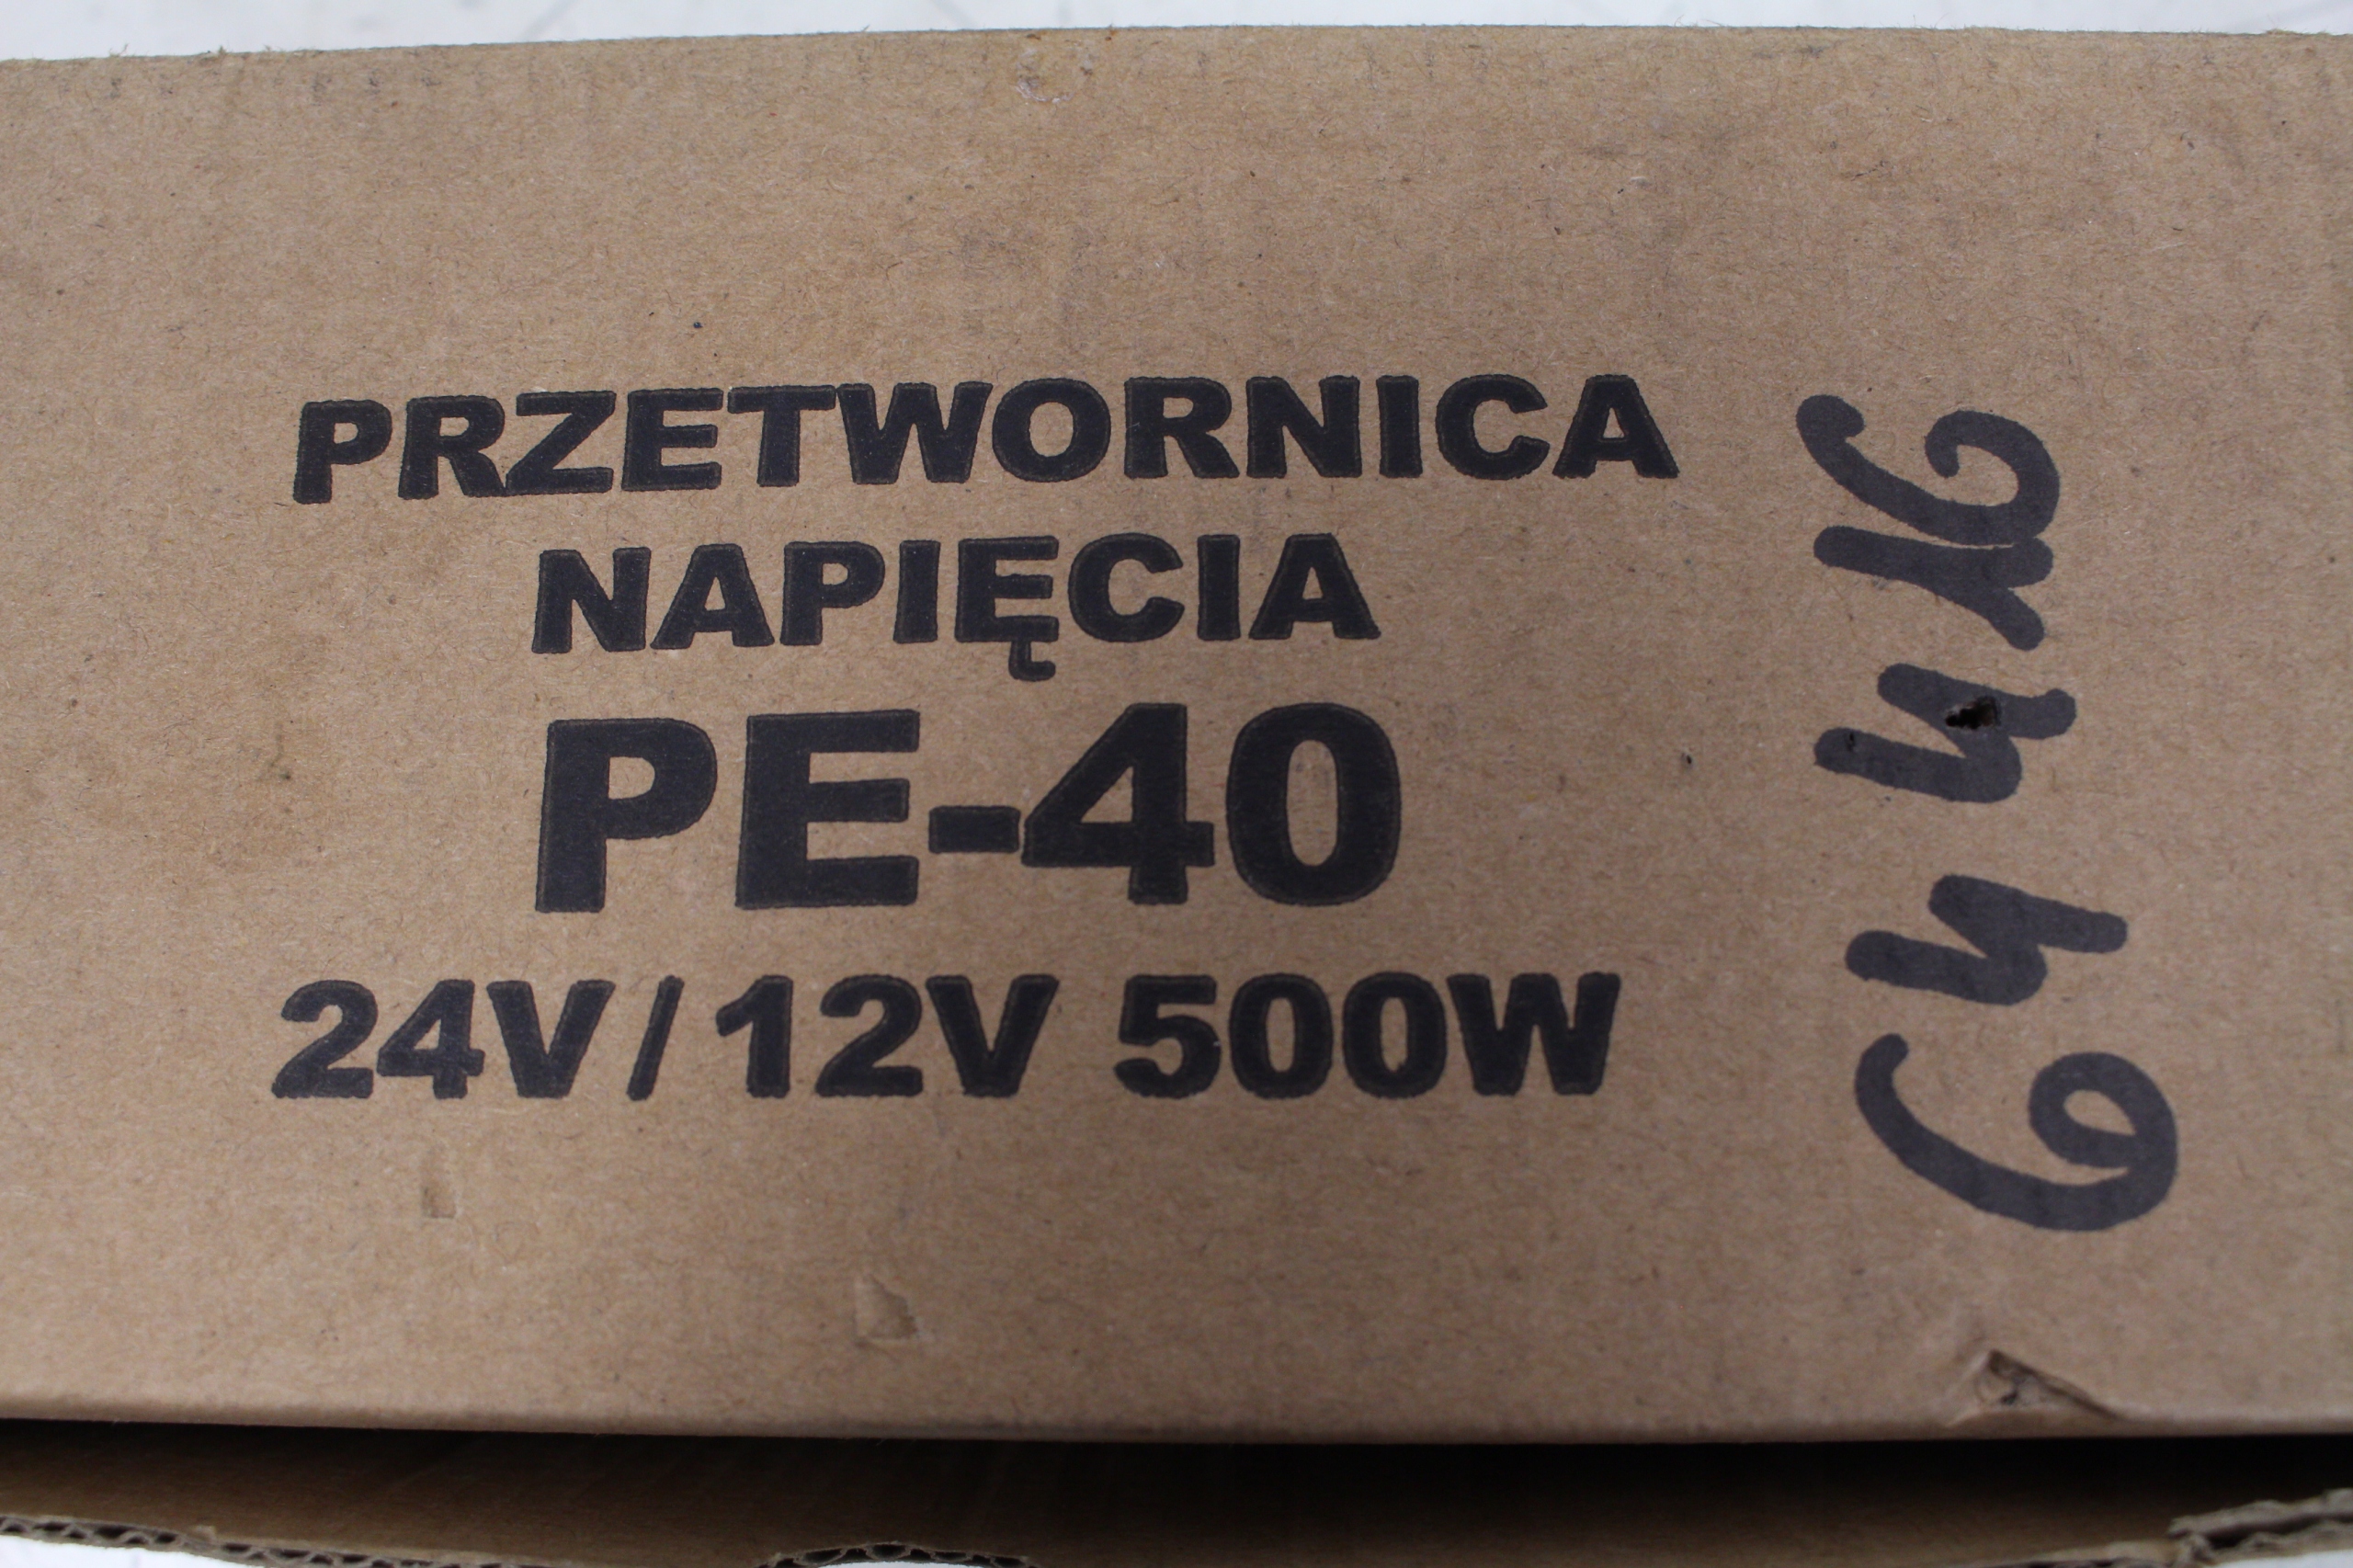 PRZETWORNICA
NAPIĘCIA
PE-40
24V/12V 500W